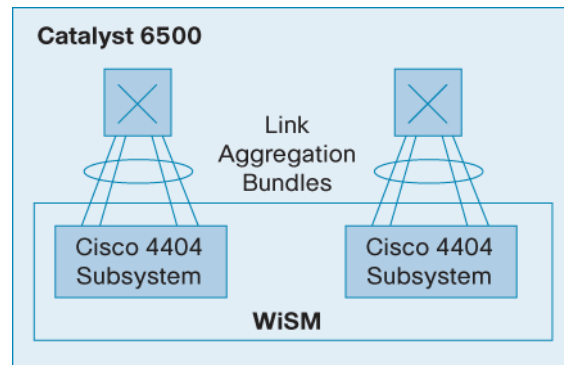 Catalyst 6500
Link
Aggregation
Bundles
Cisco 4404
Subsystem
Cisco 4404
Subsystem
WiSM